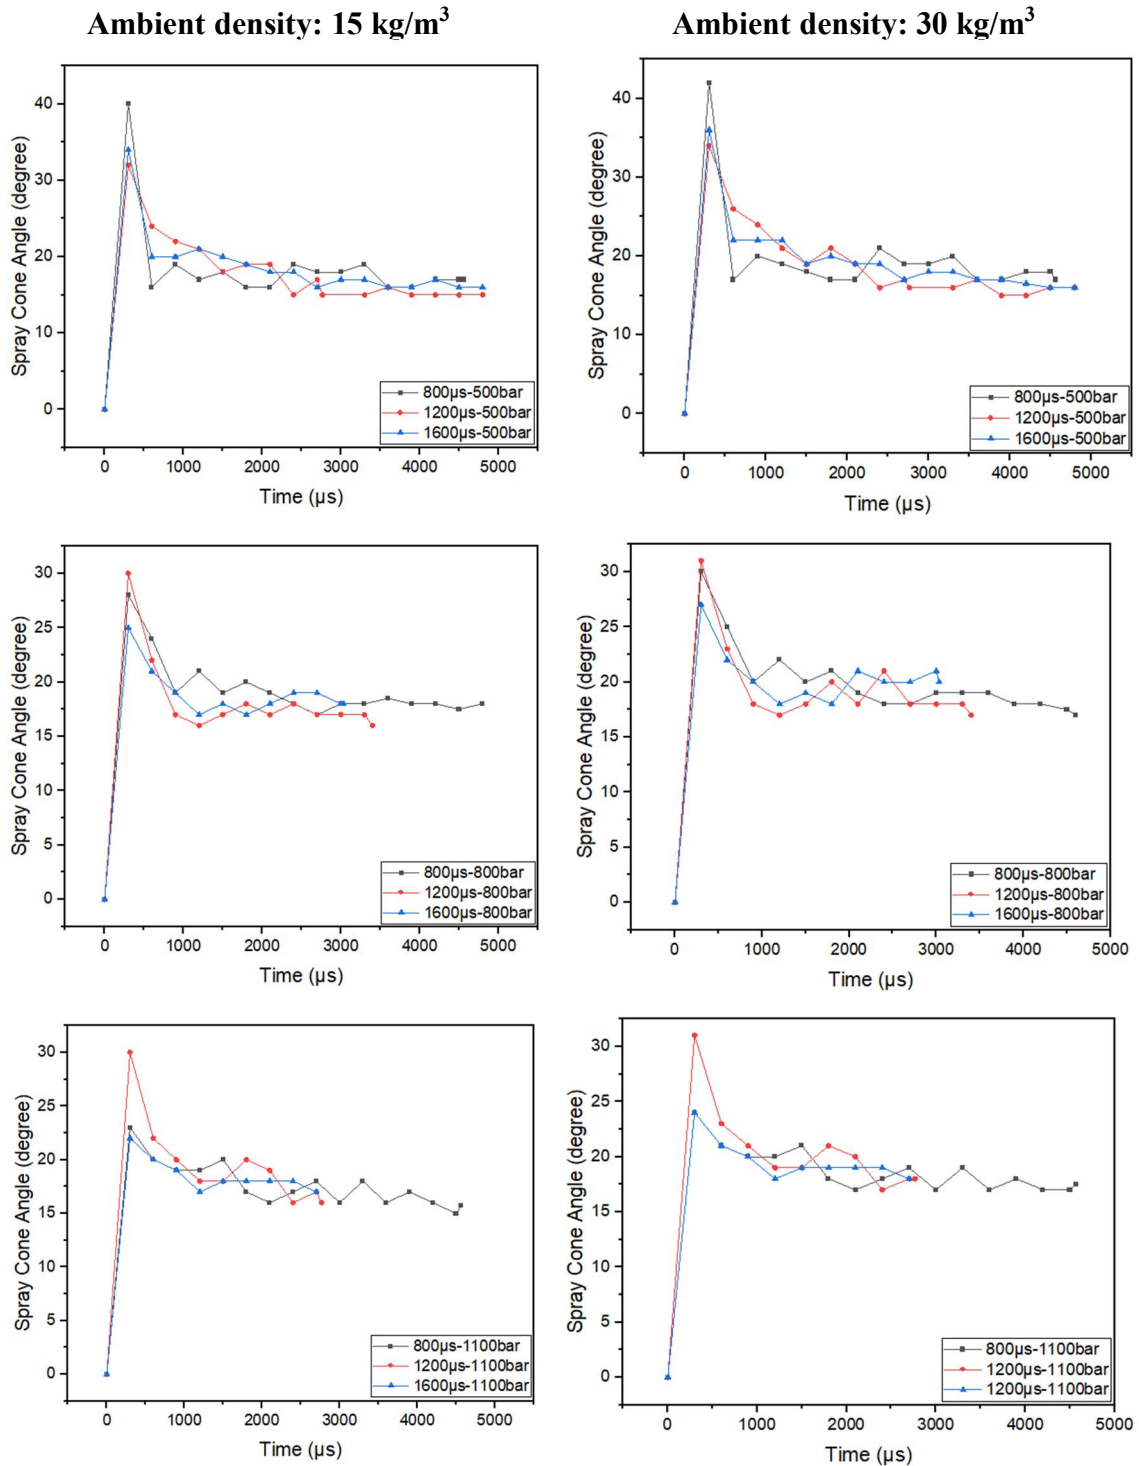 Ambient density: 15 kg/m³
Ambient density: 30 kg/m³
Spray Cone Angle (degree)
40
30
20
10
0
800µs-500bar
1200µs-500bar
1600µs-500bar
0 1000 2000 3000 4000 5000
Time (µs)
Spray Cone Angle (degree)
40
30
20
10
0
800µs-500bar
1200µs-500bar
1600µs-500bar
0 1000 2000 3000 4000 5000
Time (µs)
Spray Cone Angle (degree)
30
25
20
15
10
5
0
800µs-800bar
1200µs-800bar
1600µs-800bar
0 1000 2000 3000 4000 5000
Time (µs)
Spray Cone Angle (degree)
30
25
20
15
10
5
0
800µs-800bar
1200µs-800bar
1600µs-800bar
0 1000 2000 3000 4000 5000
Time (µs)
Spray Cone Angle (degree)
30
25
20
15
10
5
0
800µs-1100bar
1200µs-1100bar
1600µs-1100bar
0 1000 2000 3000 4000 5000
Time (µs)
Spray Cone Angle (degree)
30
25
20
15
10
5
0
800µs-1100bar
1200µs-1100bar
1200µs-1100bar
0 1000 2000 3000 4000 5000
Time (µs)